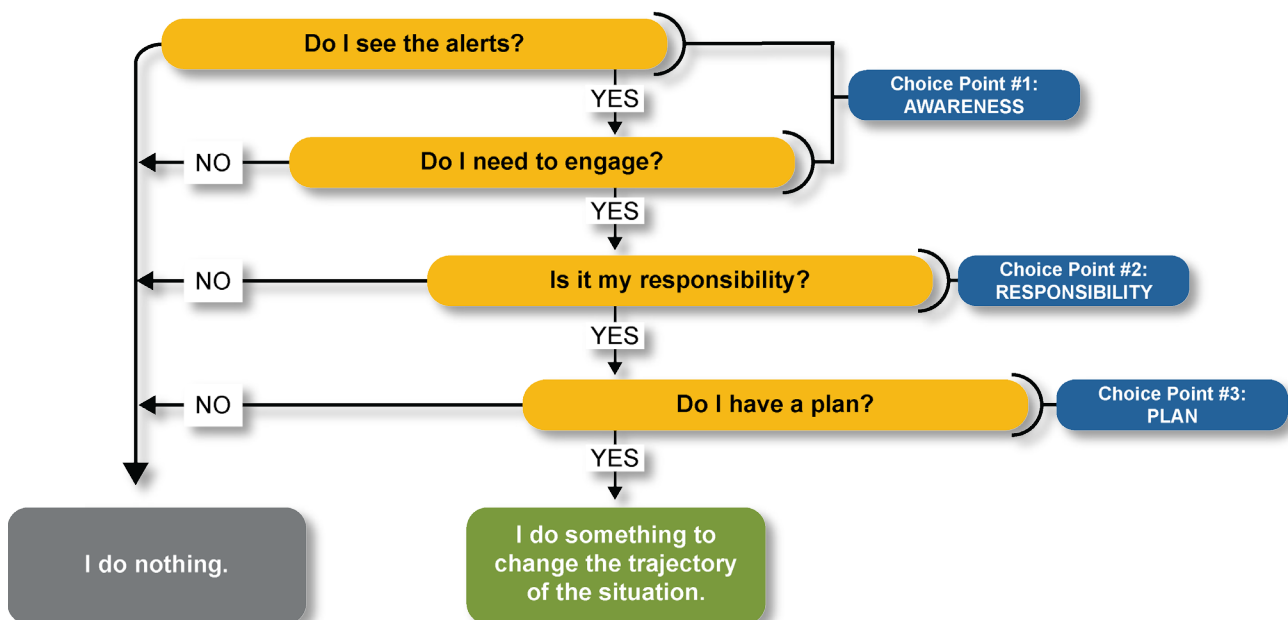 Do I see the alerts?
Choice Point #1:
AWARENESS
YES
NO
Do I need to engage?
YES
NO
Is it my responsibility?
Choice Point #2:
RESPONSIBILITY
YES
NO
Do I have a plan?
Choice Point #3:
PLAN
YES
I do nothing.
I do something to
change the trajectory
of the situation.